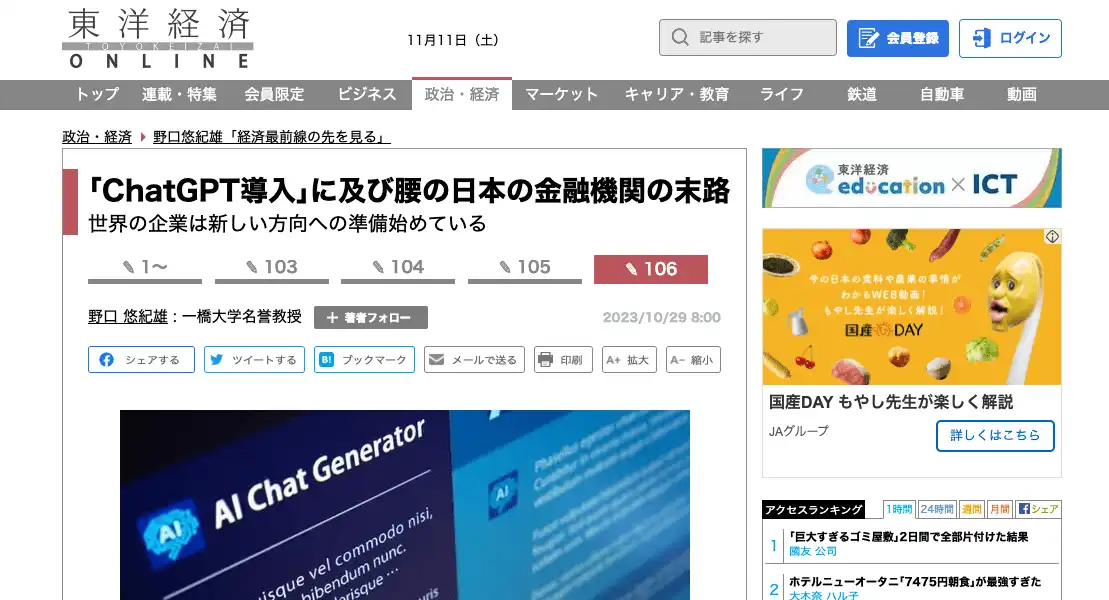 東洋経済
TOYOKEIZAI
ONLINE
11月11日（土）
記事を探す
会員登録
ログイン
トップ 連載・特集 会員限定 ビジネス 政治・経済 マーケット キャリア・教育 ライフ 鉄道 自動車 動画
政治・経済 野口悠紀雄「経済最前線の先を見る」
｢ChatGPT導入｣に及び腰の日本の金融機関の末路
世界の企業は新しい方向への準備始めている
1〜 103 104 105 106
野口 悠紀雄 : 一橋大学名誉教授
＋ 著者フォロー
2023/10/29 8:00
シェアする ツイートする B! ブックマーク メールで送る 印刷 A+ 拡大 A− 縮小
AI Chat Generator
AI
AI
isque vel commodo nisi,
bibendum nunc.
東洋経済
education × ICT
今の日本の食料や農業の事情が
わかるWEB動画！
もやし先生が楽しく解説！
国産DAY
国産DAY もやし先生が楽しく解説
JAグループ
詳しくはこちら
アクセスランキング 1時間 24時間 週間 月間 シェア
1 ｢巨大すぎるゴミ屋敷｣2日間で全部片付けた結果
國友 公司
2 ホテルニューオータニ｢7475円朝食｣が最強すぎた
大木奈 ハル子